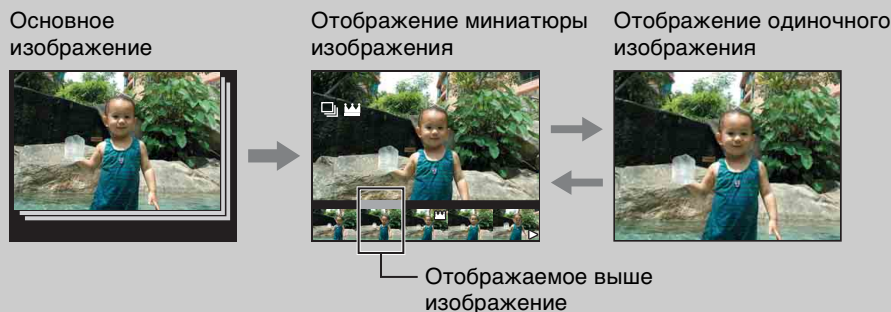 Основное
изображение
Отображение миниатюры
изображения
Отображение одиночного
изображения
Отображаемое выше
изображение